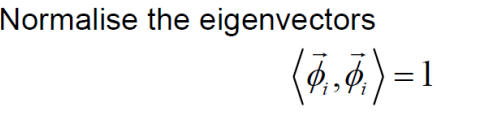 Normalise the eigenvectors
⟨ϕ⃗ᵢ, ϕ⃗ᵢ⟩ = 1